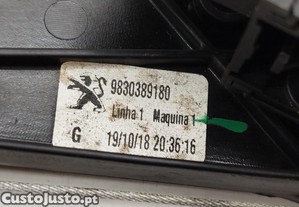 9830389180
Linha 1 Maquina 1
G 19/10/18 20:36:16
CustoJusto.pt